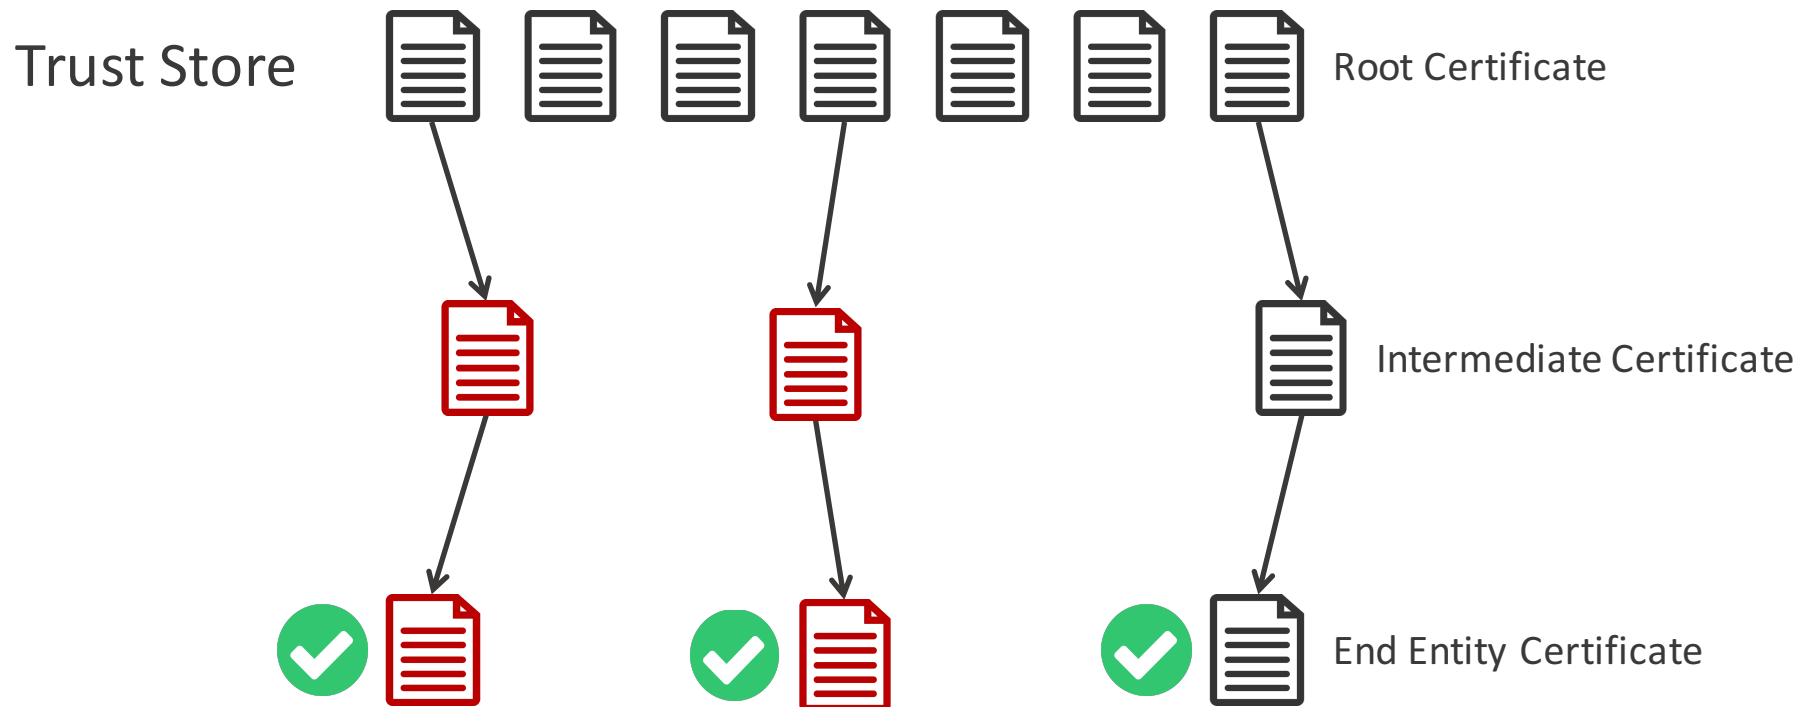 Trust Store
Root Certificate
Intermediate Certificate
End Entity Certificate